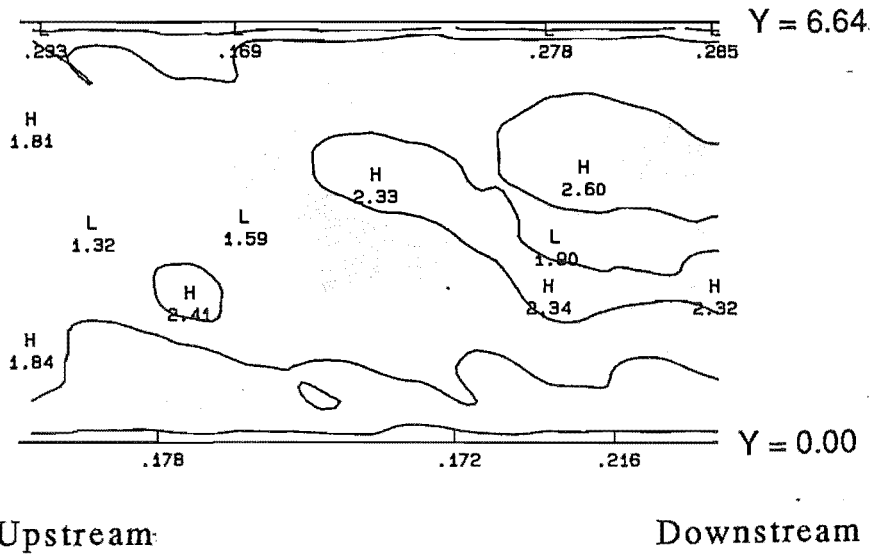 Y = 6.64
.293 .169 .278 .285
H
1.81
H
2.33
H
2.60
L
1.32
L
1.59
L
1.90
H
2.41
H
2.34
H
2.32
H
1.84
Y = 0.00
.178 .172 .216
Upstream
Downstream